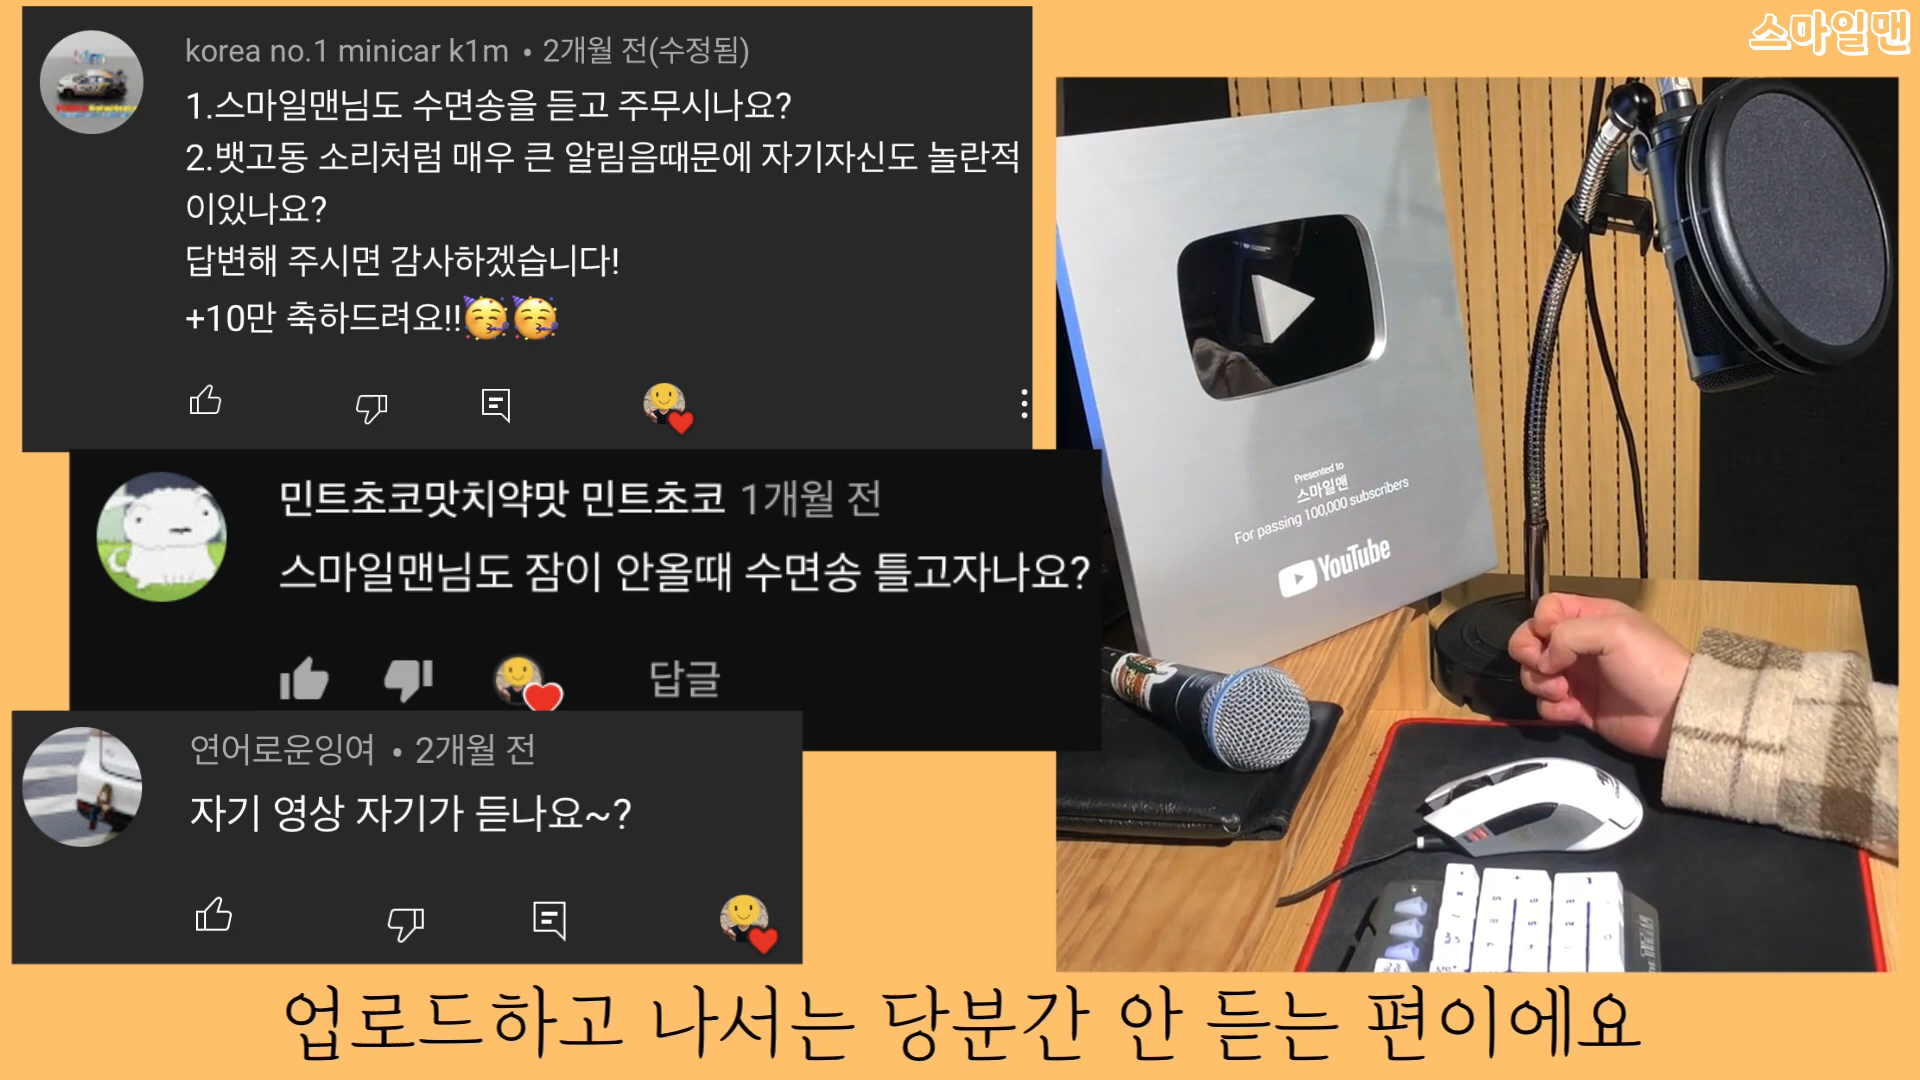 스마일맨
korea no.1 minicar k1m • 2개월 전(수정됨)
1.스마일맨님도 수면송을 듣고 주무시나요?
2.뱃고동 소리처럼 매우 큰 알림음때문에 자기자신도 놀란적
이있나요?
답변해 주시면 감사하겠습니다!
+10만 축하드려요!!🥳🥳
민트초코맛치약맛 민트초코 1개월 전
스마일맨님도 잠이 안올때 수면송 틀고자나요?
답글
연어로운잉여 • 2개월 전
자기 영상 자기가 듣나요~?
Presented to
스마일맨
For passing 100,000 subscribers
YouTube
업로드하고 나서는 당분간 안 듣는 편이에요